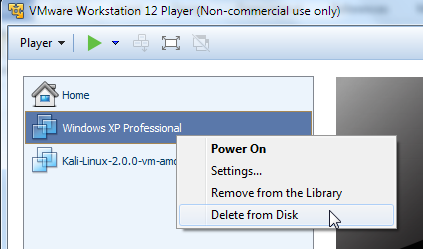 VMware Workstation 12 Player (Non-commercial use only)
Player
Home
Windows XP Professional
Power On
Kali-Linux-2.0.0-vm-amd
Settings...
Remove from the Library
Delete from Disk